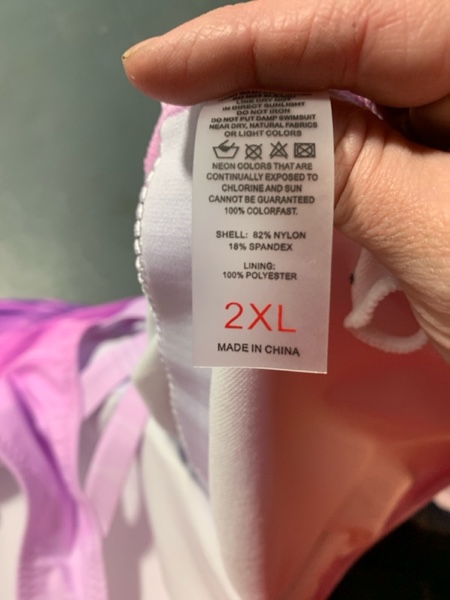 LINE DRY NOT
IN DIRECT SUNLIGHT
DO NOT IRON
DO NOT PUT DAMP SWIMSUIT
NEAR DRY, NATURAL FABRICS
OR LIGHT COLORS
NEON COLORS THAT ARE
CONTINUALLY EXPOSED TO
CHLORINE AND SUN
CANNOT BE GUARANTEED
100% COLORFAST.
SHELL: 82% NYLON
18% SPANDEX
LINING:
100% POLYESTER
2XL
MADE IN CHINA